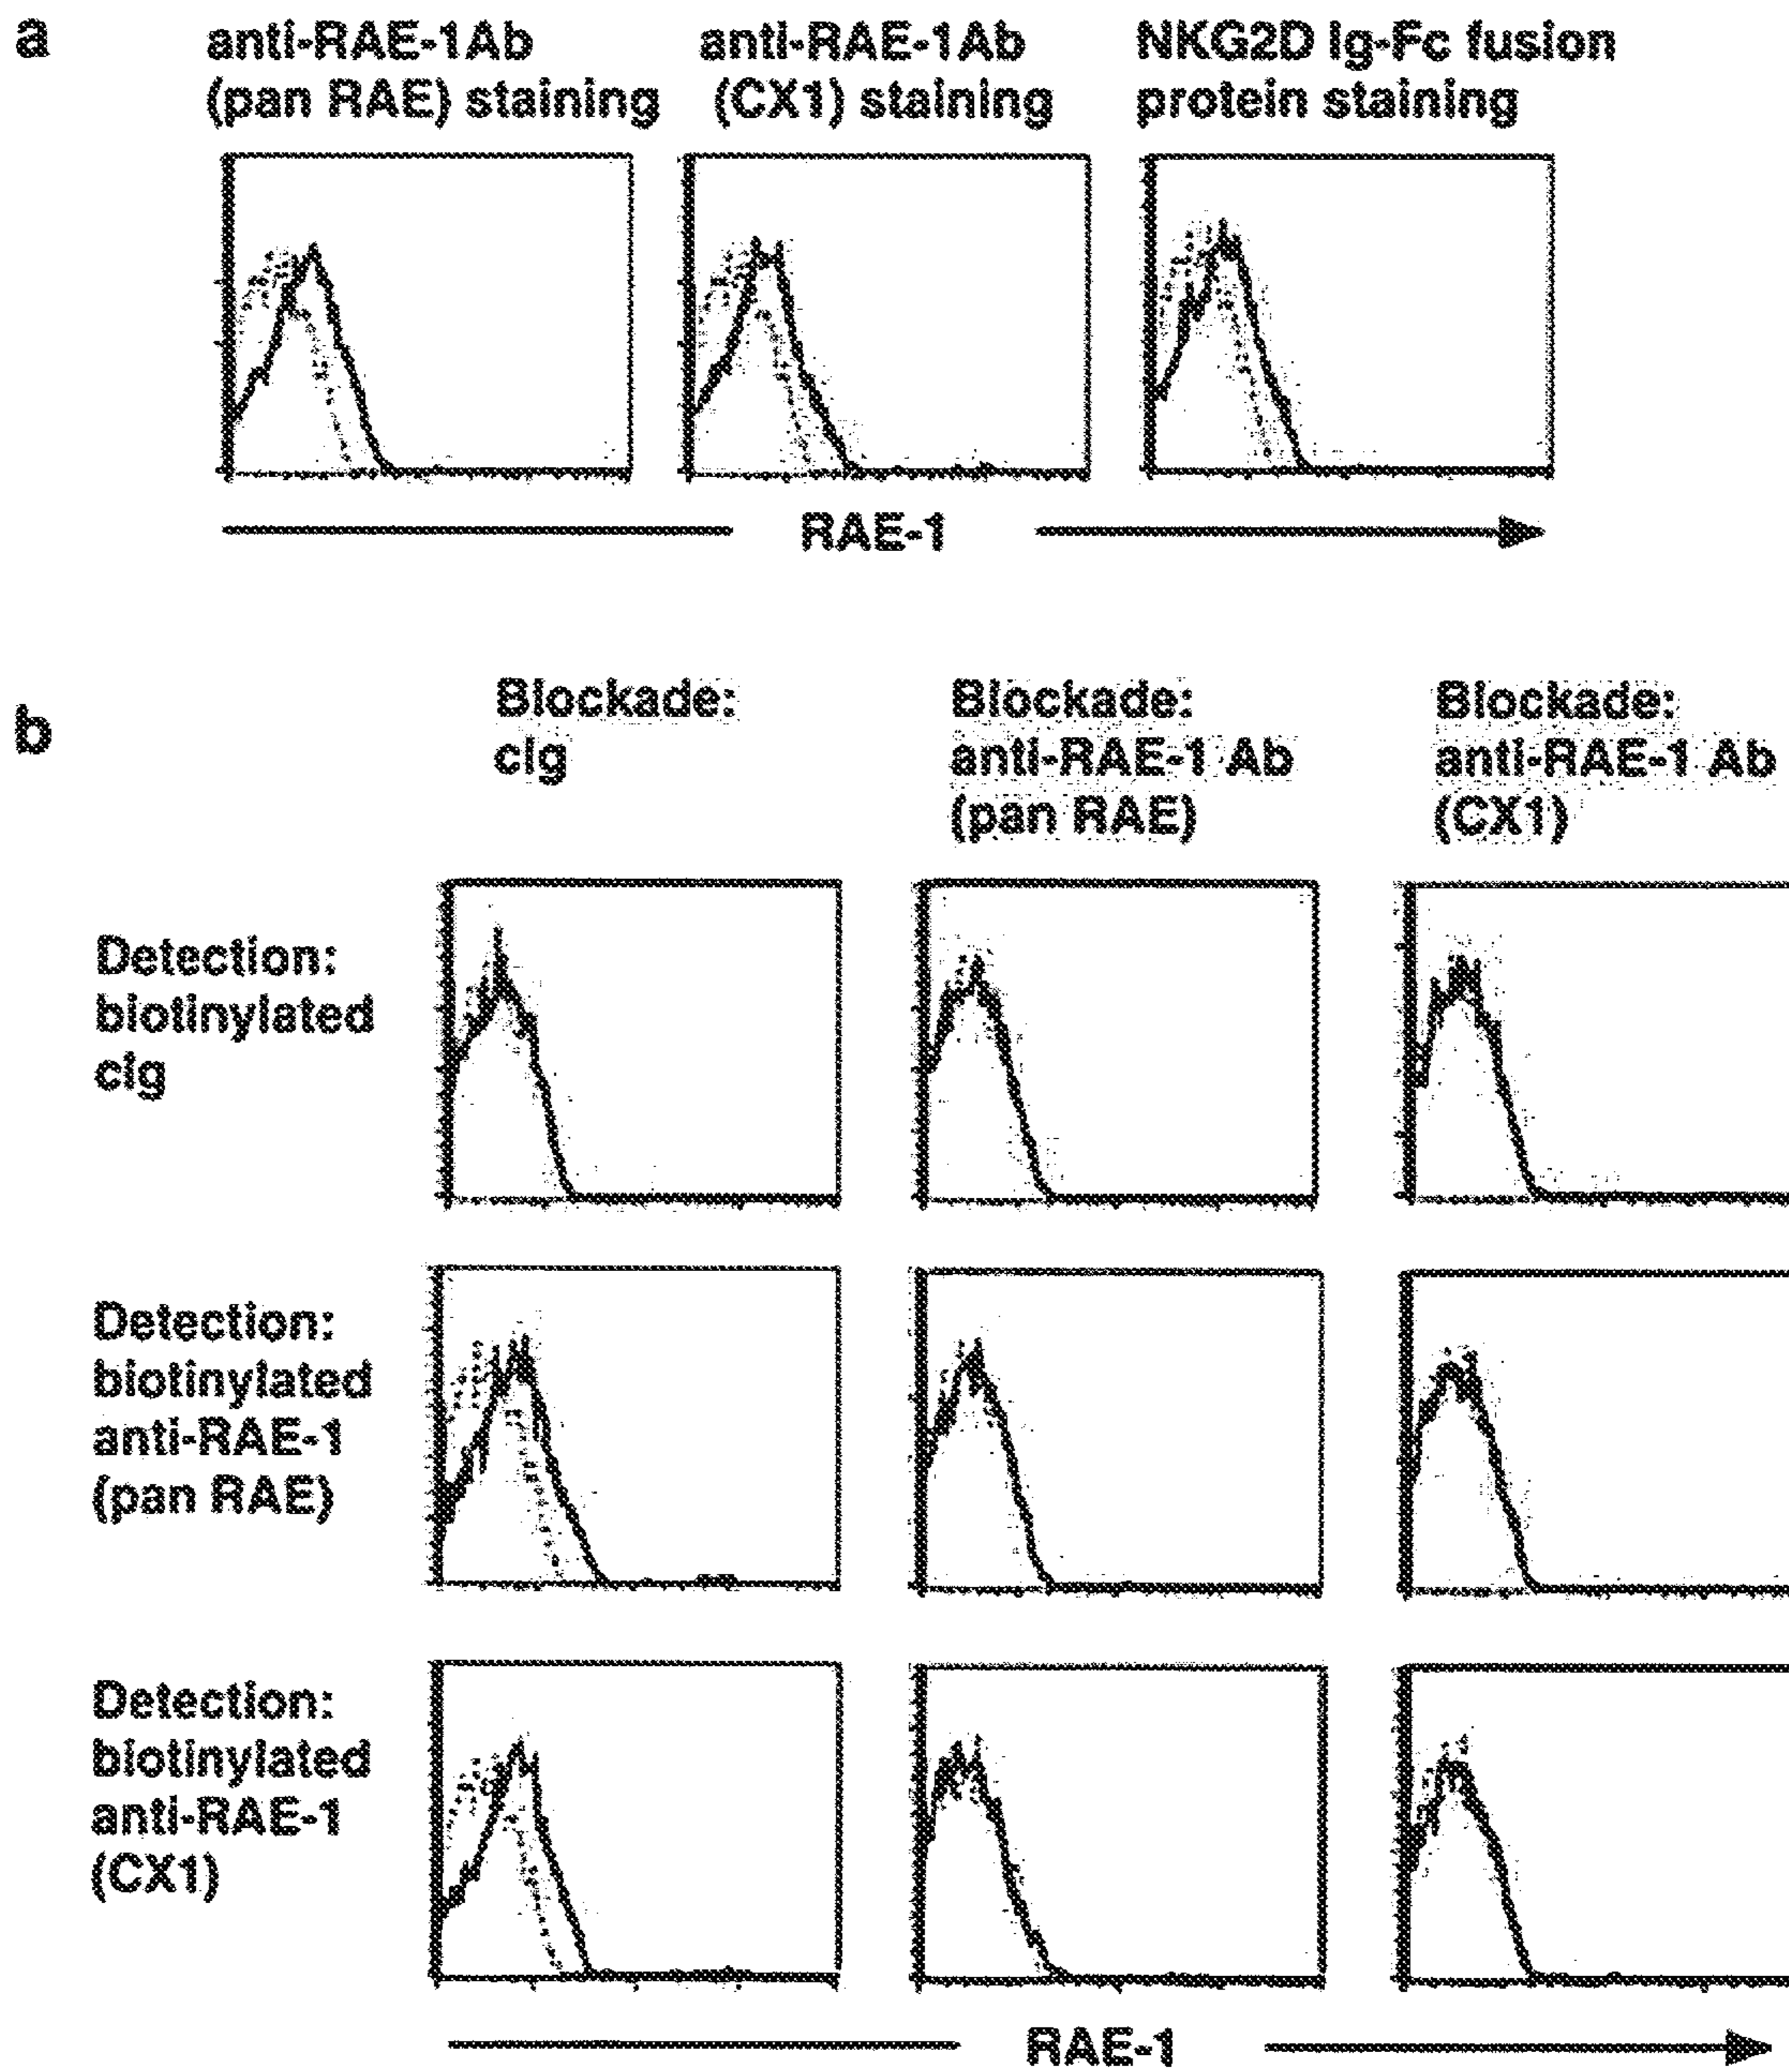 a
anti-RAE-1Ab
(pan RAE) staining
anti-RAE-1Ab
(CX1) staining
NKG2D Ig-Fc fusion
protein staining
RAE-1
b
Blockade:
cIg
Blockade:
anti-RAE-1 Ab
(pan RAE)
Blockade:
anti-RAE-1 Ab
(CX1)
Detection:
biotinylated
cIg
Detection:
biotinylated
anti-RAE-1
(pan RAE)
Detection:
biotinylated
anti-RAE-1
(CX1)
RAE-1